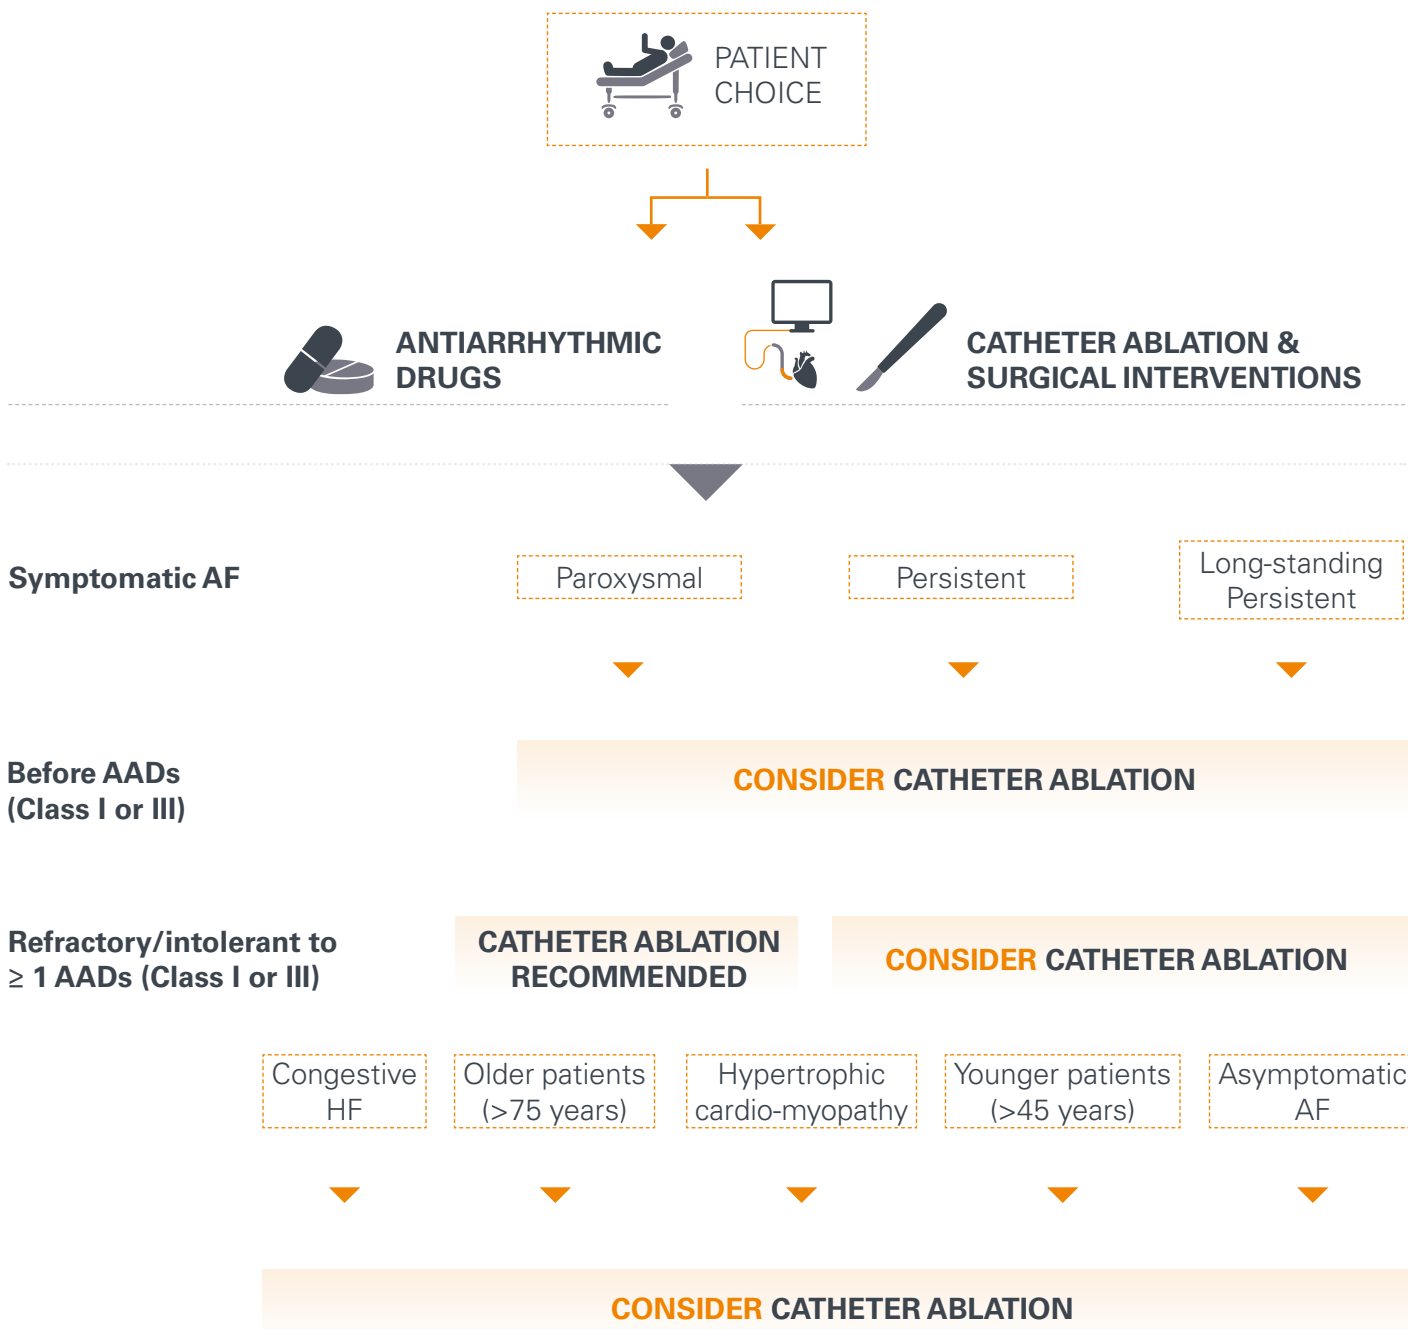 PATIENT
CHOICE
ANTIARRHYTHMIC
DRUGS
CATHETER ABLATION &
SURGICAL INTERVENTIONS
Symptomatic AF
Paroxysmal
Persistent
Long-standing
Persistent
Before AADs
(Class I or III)
CONSIDER CATHETER ABLATION
Refractory/intolerant to
≥ 1 AADs (Class I or III)
CATHETER ABLATION
RECOMMENDED
CONSIDER CATHETER ABLATION
Congestive
HF
Older patients
(>75 years)
Hypertrophic
cardio-myopathy
Younger patients
(>45 years)
Asymptomatic
AF
CONSIDER CATHETER ABLATION